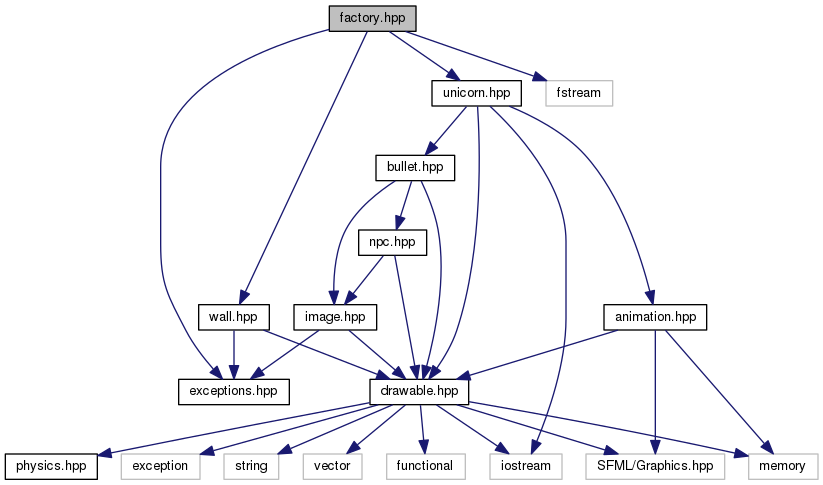 factory.hpp
unicorn.hpp
fstream
bullet.hpp
npc.hpp
wall.hpp
image.hpp
animation.hpp
exceptions.hpp
drawable.hpp
physics.hpp
exception
string
vector
functional
iostream
SFML/Graphics.hpp
memory